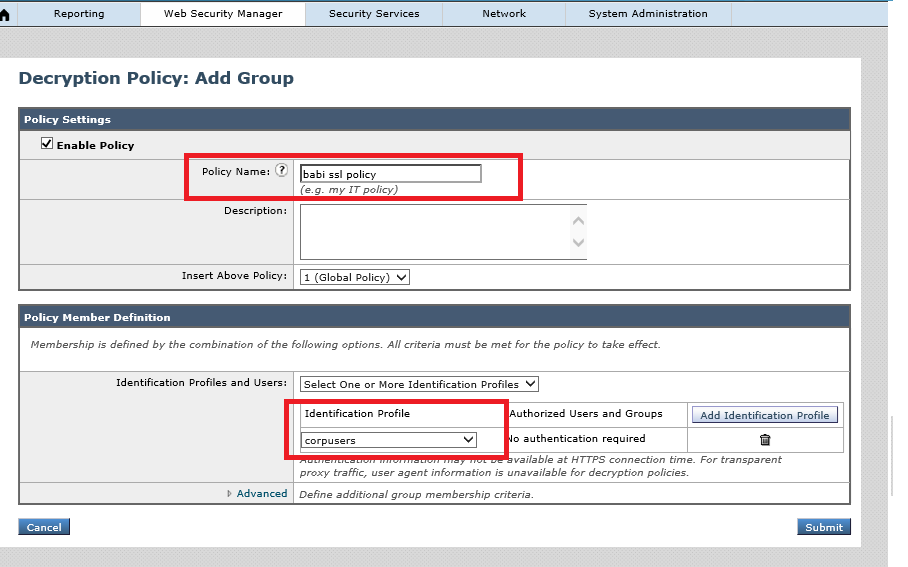 Reporting Web Security Manager Security Services Network System Administration
Decryption Policy: Add Group
Policy Settings
Enable Policy
Policy Name: ? babi ssl policy
(e.g. my IT policy)
Description:
Insert Above Policy: 1 (Global Policy)
Policy Member Definition
Membership is defined by the combination of the following options. All criteria must be met for the policy to take effect.
Identification Profiles and Users: Select One or More Identification Profiles
Identification Profile Authorized Users and Groups Add Identification Profile
corpusers No authentication required
Authentication information may not be available at HTTPS connection time. For transparent
proxy traffic, user agent information is unavailable for decryption policies.
Advanced Define additional group membership criteria.
Cancel Submit